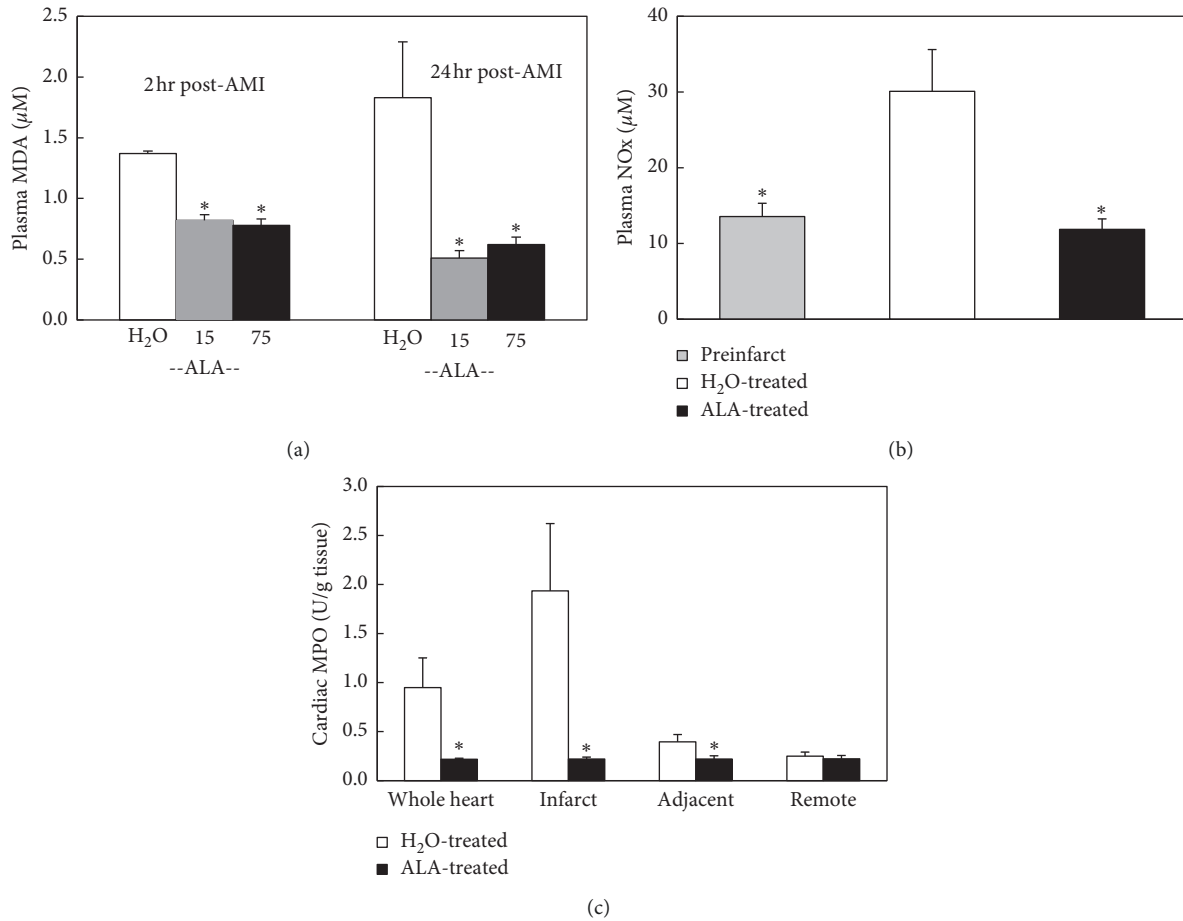 2.5
2.0
1.5
1.0
0.5
0.0
Plasma MDA (μM)
2 hr post-AMI
24 hr post-AMI
* * * *
H₂O 15 75 H₂O 15 75
--ALA-- --ALA--
(a)
40
30
20
10
0
Plasma NOx (μM)
* *
Preinfarct
H₂O-treated
ALA-treated
(b)
3.0
2.5
2.0
1.5
1.0
0.5
0.0
Cardiac MPO (U/g tissue)
* * *
Whole heart Infarct Adjacent Remote
H₂O-treated
ALA-treated
(c)